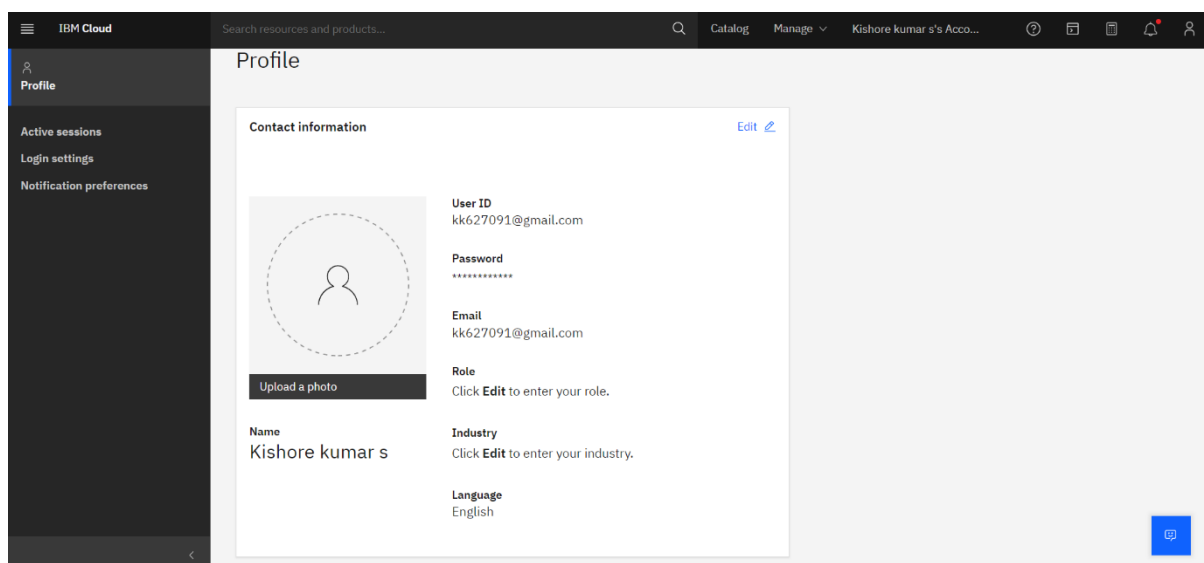 IBM Cloud
Search resources and products...
Catalog
Manage
Kishore kumar s's Acco...
Profile
Active sessions
Login settings
Notification preferences
Profile
Contact information
Edit
Upload a photo
Name
Kishore kumar s
User ID
kk627091@gmail.com
Password
************
Email
kk627091@gmail.com
Role
Click Edit to enter your role.
Industry
Click Edit to enter your industry.
Language
English